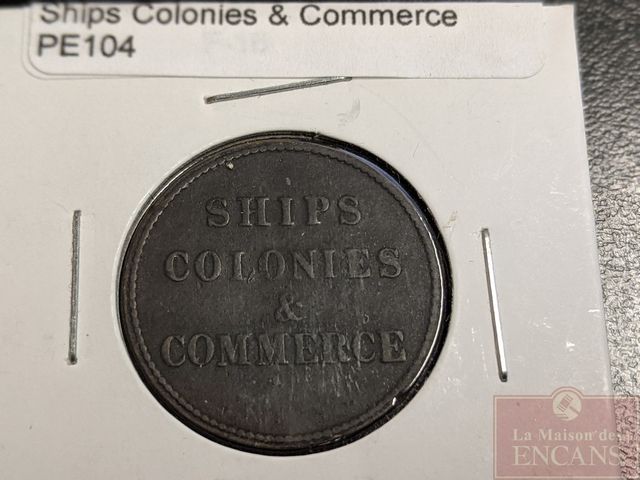 Ships Colonies & Commerce
PE104
SHIPS
COLONIES
&
COMMERCE
La Maison des
ENCANS